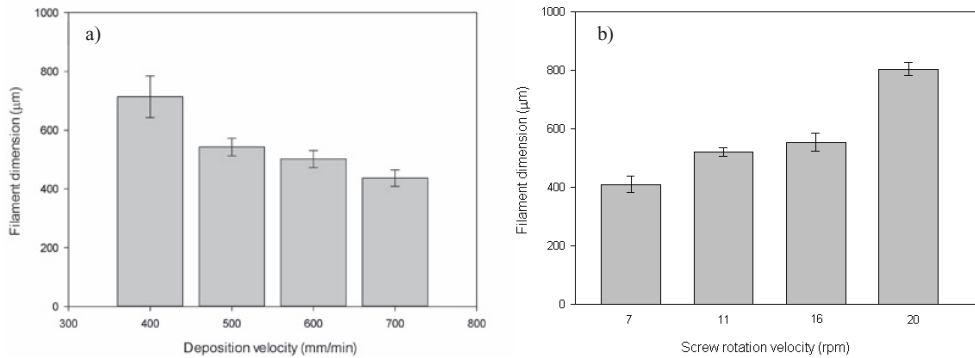 a)
1000
800
600
400
200
0
Filament dimension (μm)
300 400 500 600 700 800
Deposition velocity (mm/min)
b)
1000
800
600
400
200
0
Filament dimension (μm)
7 11 16 20
Screw rotation velocity (rpm)